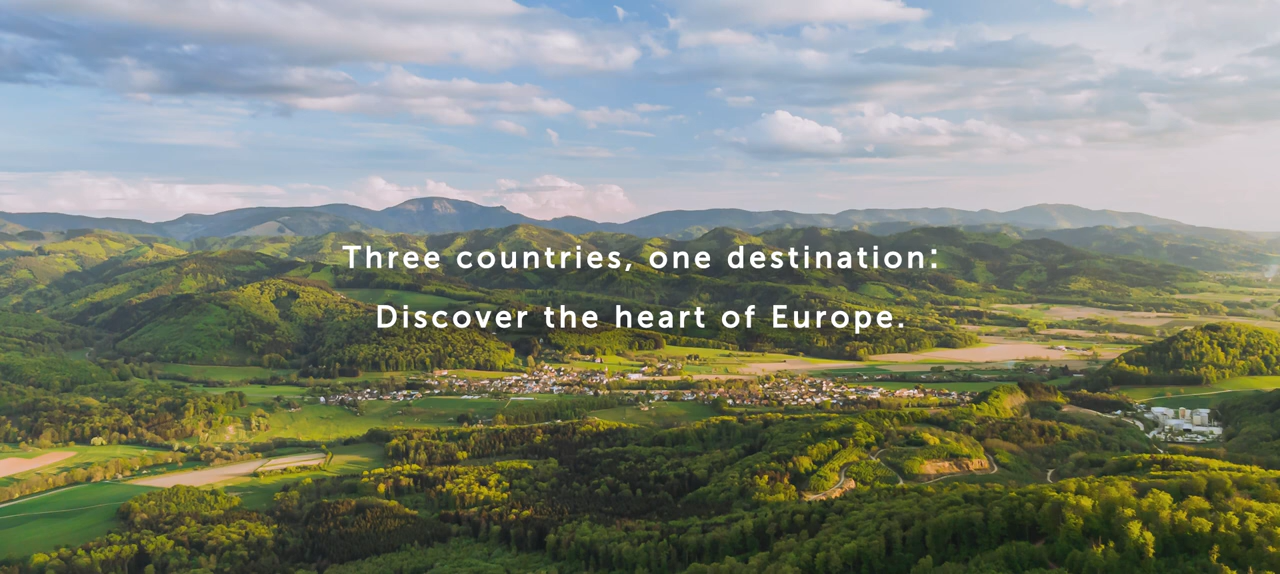 Three countries, one destination:
Discover the heart of Europe.